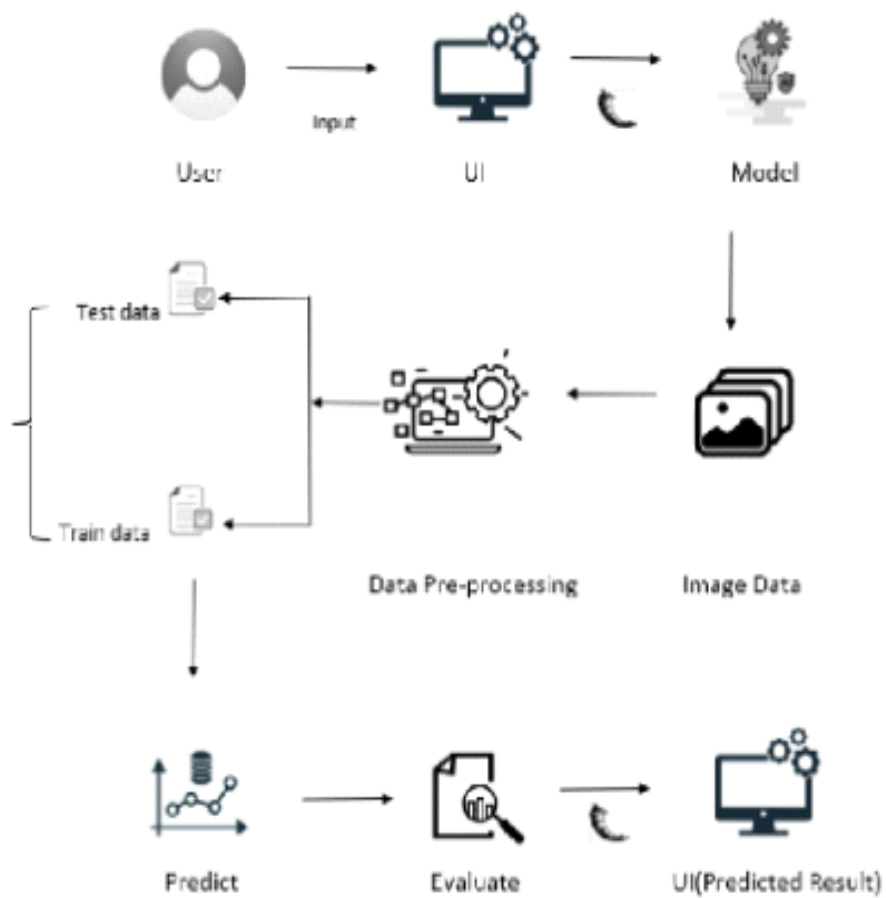 Input
User
UI
Model
Test data
Train data
Data Pre-processing
Image Data
Predict
Evaluate
UI(Predicted Result)